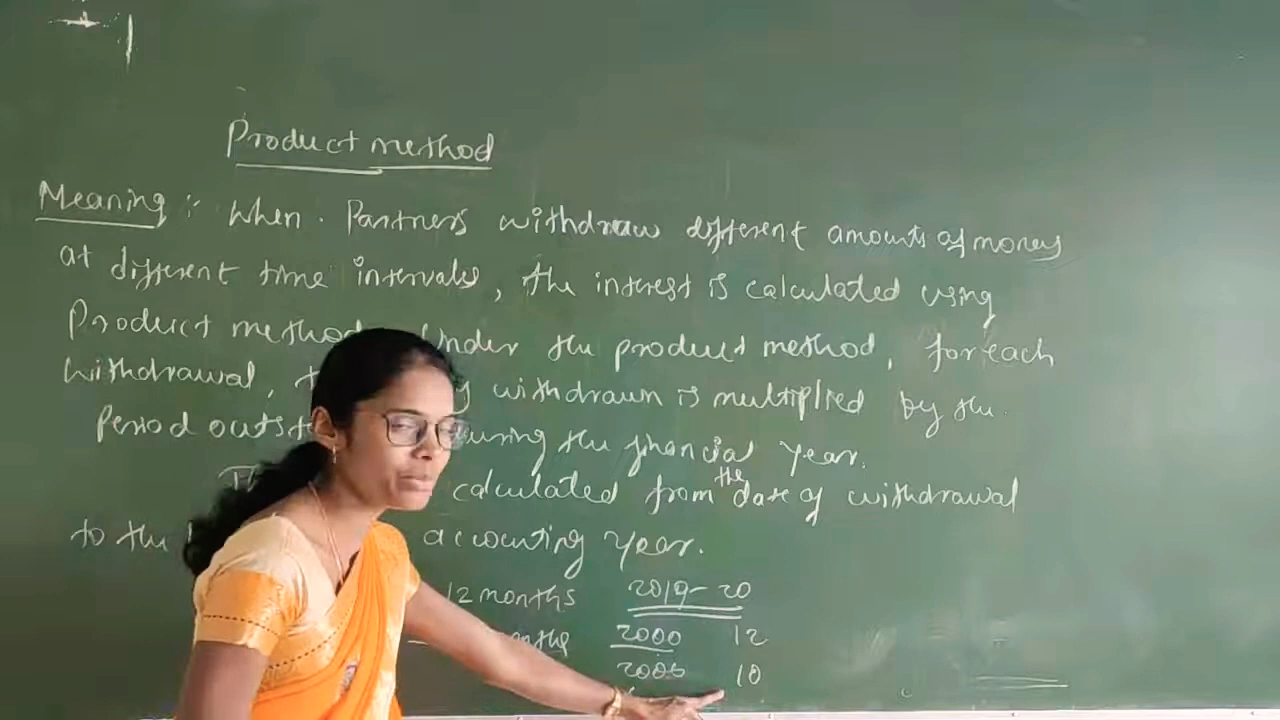 Product method
Meaning :- When. Partners withdraw different amounts of money
at different time intervals, the interest is calculated using
Product method Under the product method, for each
withdrawal, withdrawn is multiplied by the
Period during the financial year.
calculated from the date of withdrawal
to the accounting year.
12 months 2019-20
2000 12
2000 10